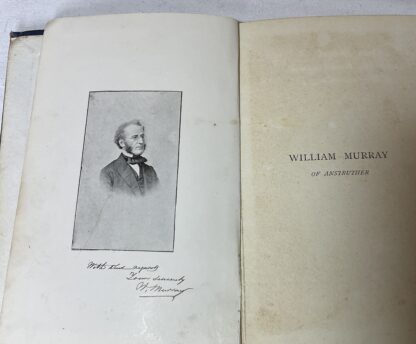 With kind regards
Yours sincerely
W. Murray
WILLIAM MURRAY
OF ANSTRUTHER